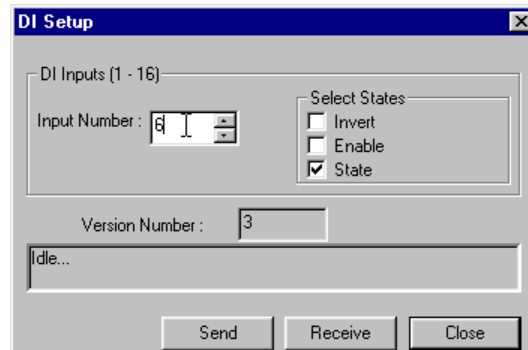 DI Setup
DI Inputs (1 - 16)
Input Number : 6
Select States
Invert
Enable
State
Version Number : 3
Idle...
Send Receive Close